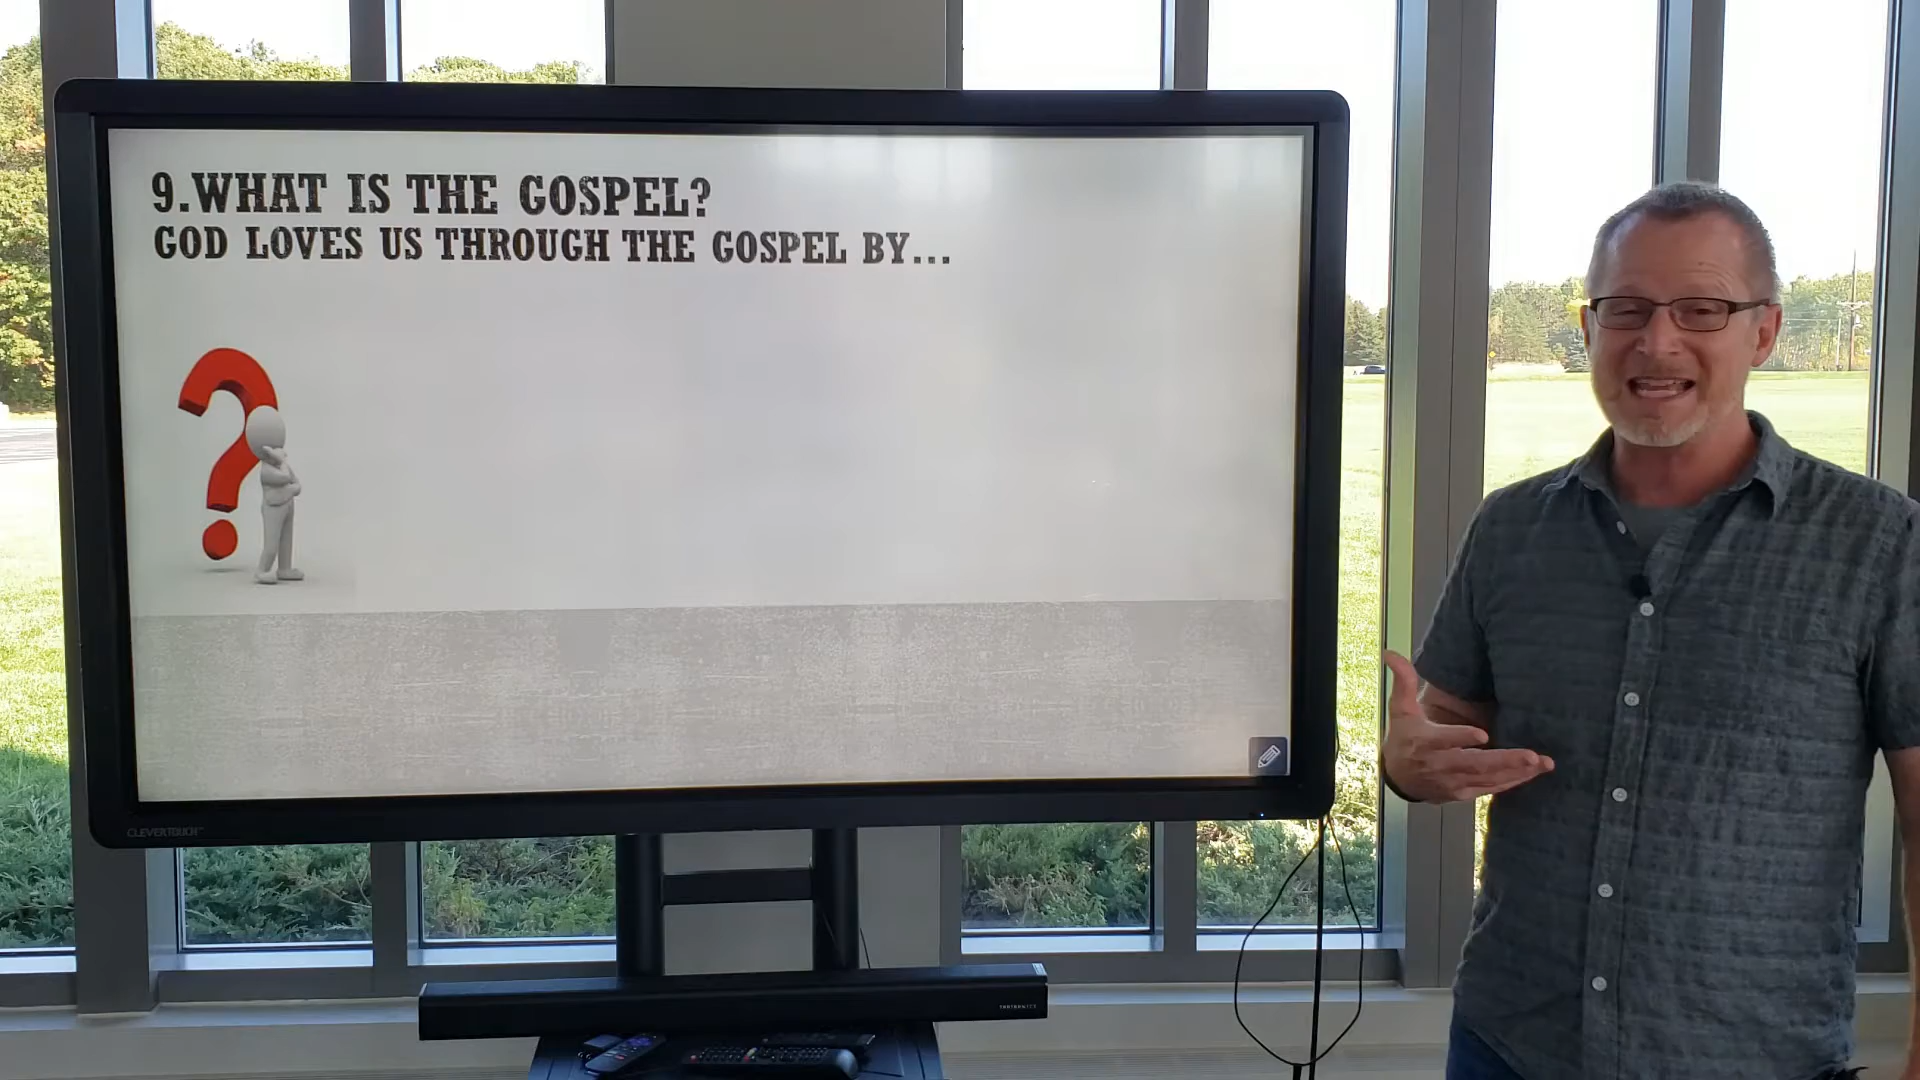 9.WHAT IS THE GOSPEL?
GOD LOVES US THROUGH THE GOSPEL BY...
CLEVERTOUCH